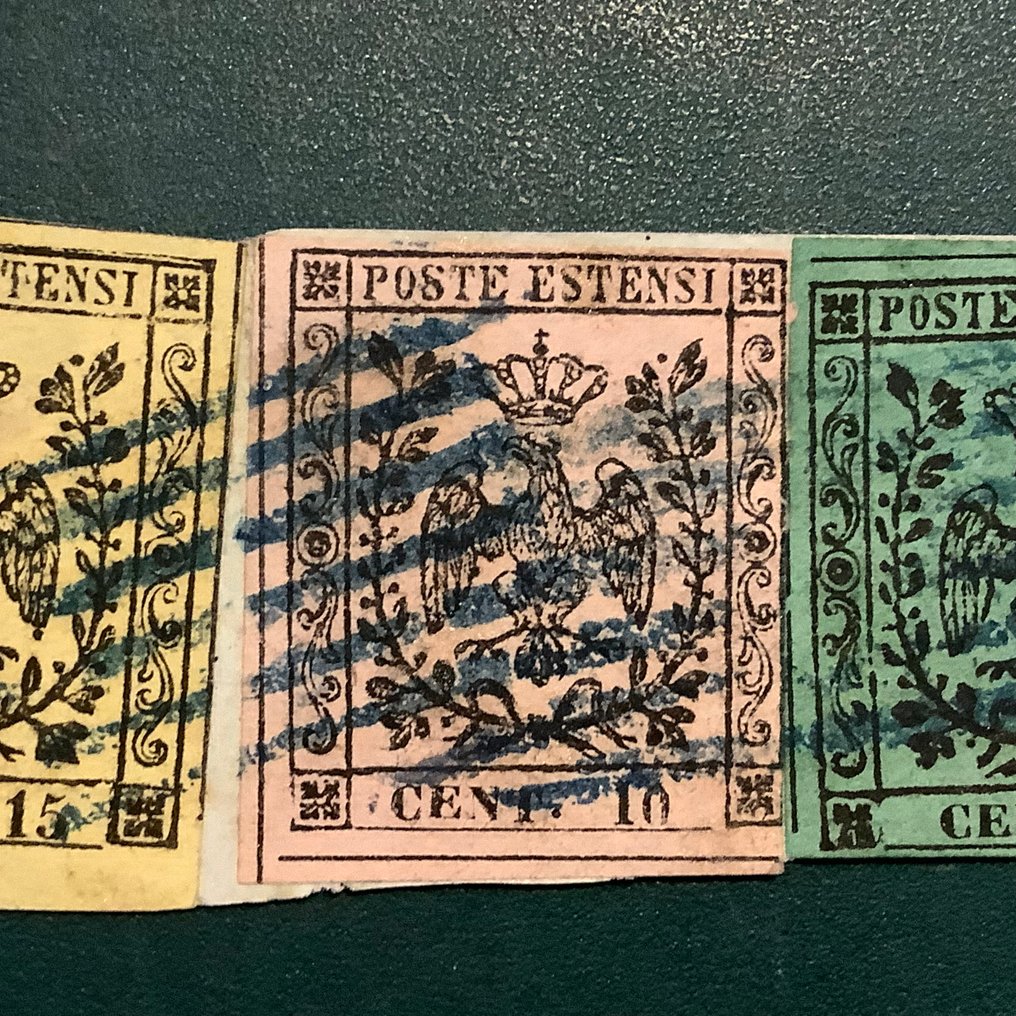 TENSI
15
POSTE ESTENSI
CENT. 10
POSTE
CE